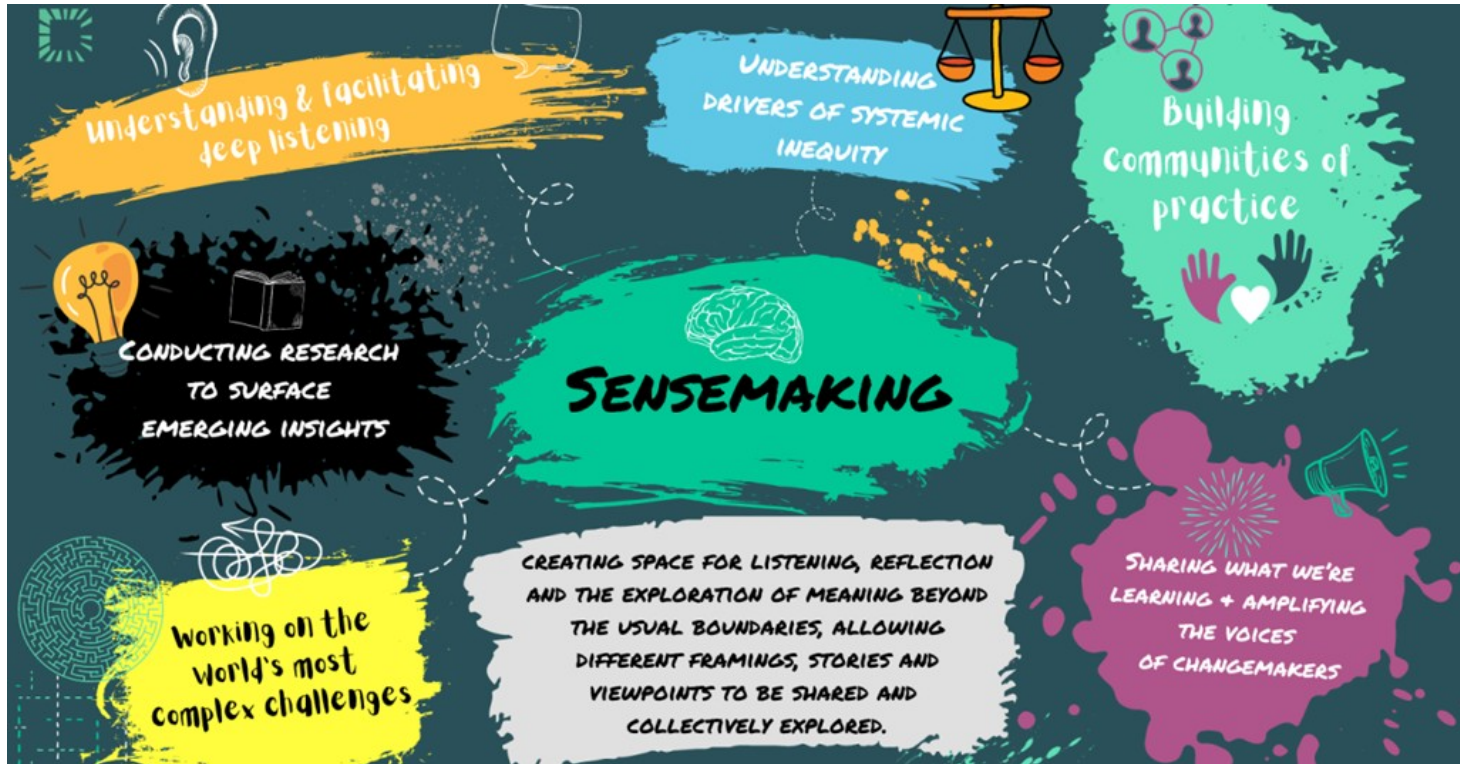 Understanding & facilitating
deep listening
UNDERSTANDING
DRIVERS OF SYSTEMIC
INEQUITY
Building
communities of
practice
CONDUCTING RESEARCH
TO SURFACE
EMERGING INSIGHTS
SENSEMAKING
Working on the
world's most
complex challenges
CREATING SPACE FOR LISTENING, REFLECTION
AND THE EXPLORATION OF MEANING BEYOND
THE USUAL BOUNDARIES, ALLOWING
DIFFERENT FRAMINGS, STORIES AND
VIEWPOINTS TO BE SHARED AND
COLLECTIVELY EXPLORED.
SHARING WHAT WE'RE
LEARNING + AMPLIFYING
THE VOICES
OF CHANGEMAKERS